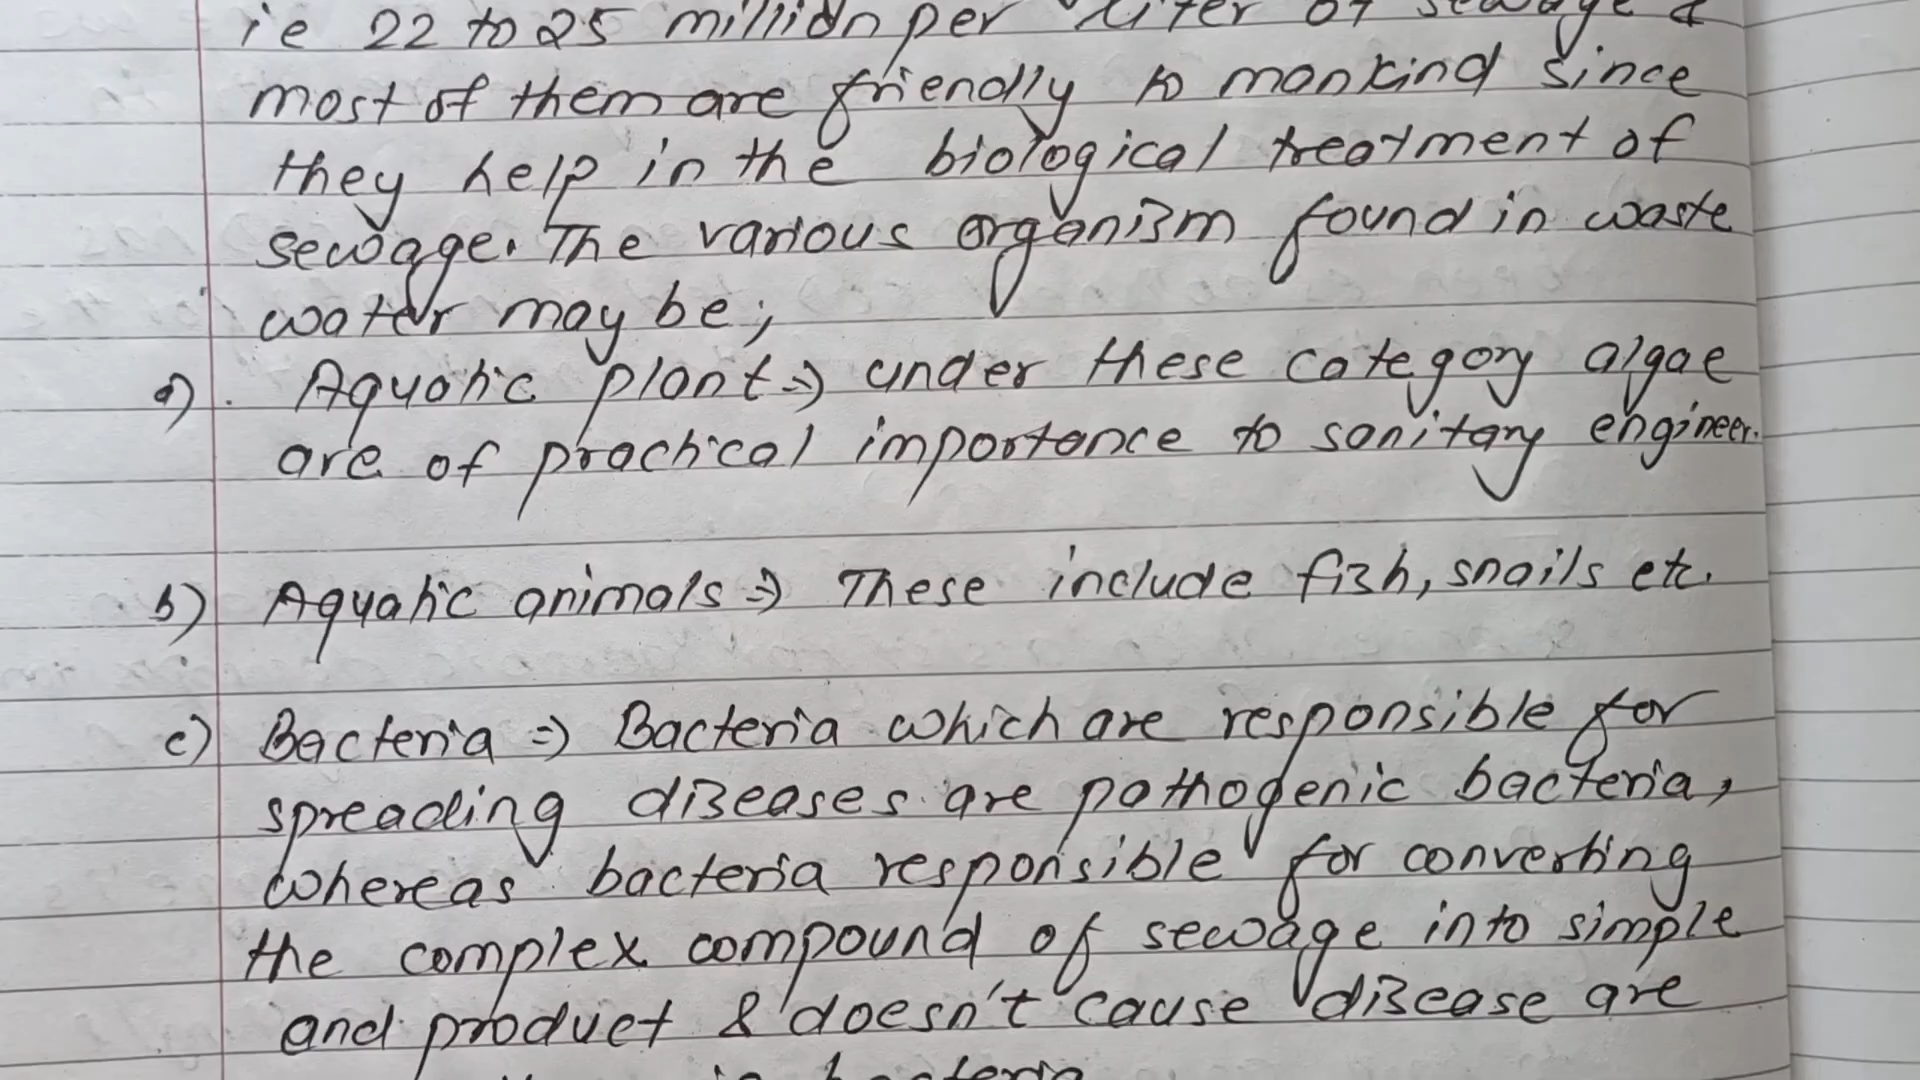 ie 22 to 25 million per liter of sewage &
most of them are friendly to mankind since
they help in the biological treatment of
sewage. The various organism found in waste
water may be;
a) Aquatic plant => under these category algae
are of practical importance to sanitary engineer.
b) Aquatic animals => These include fish, snails etc.
c) Bacteria => Bacteria which are responsible for
spreading diseases are pathogenic bacteria,
whereas bacteria responsible for converting
the complex compound of sewage into simple
and product & doesn't cause disease are
bacteria